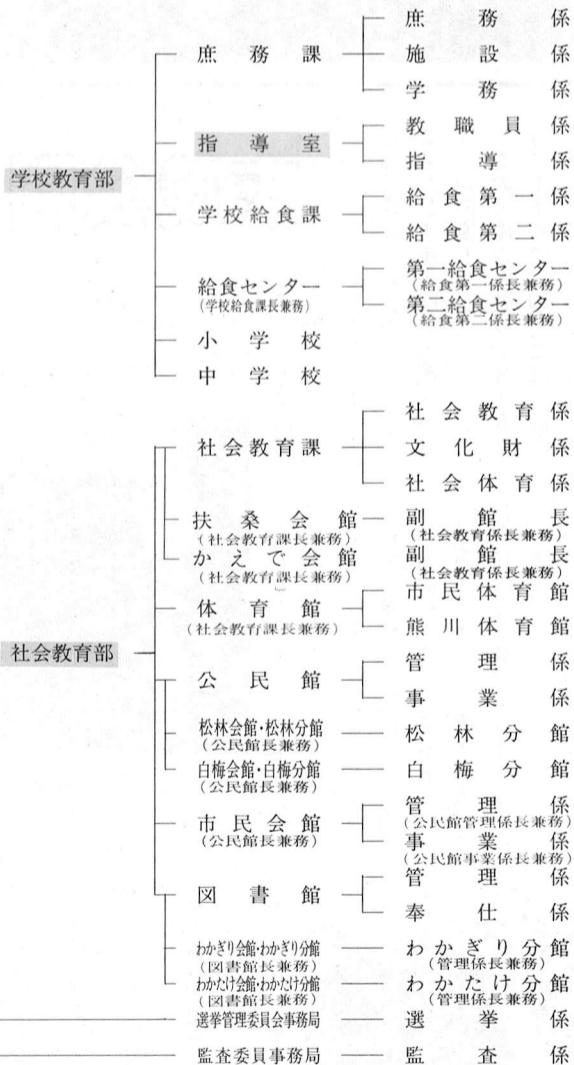 庶務係
庶務課 施設係
学務係
教職員係
指導室
指導係
学校教育部
給食第一係
学校給食課
給食第二係
第一給食センター
給食センター (給食第一係長兼務)
(学校給食課長兼務) 第二給食センター
(給食第二係長兼務)
小学校
中学校
社会教育係
社会教育課 文化財係
社会体育係
扶桑会館 副館長
(社会教育課長兼務) (社会教育係長兼務)
かえで会館 副館長
(社会教育課長兼務) (社会教育係長兼務)
市民体育館
体育館
(社会教育課長兼務) 熊川体育館
社会教育部
管理係
公民館
事業係
松林会館・松林分館 松林分館
(公民館長兼務)
白梅会館・白梅分館 白梅分館
(公民館長兼務)
管理係
市民会館 (公民館管理係長兼務)
(公民館長兼務) 事業係
(公民館事業係長兼務)
管理係
図書館
奉仕係
わかぎり会館・わかぎり分館 わかぎり分館
(図書館長兼務) (管理係長兼務)
わかたけ会館・わかたけ分館 わかたけ分館
(図書館長兼務) (管理係長兼務)
選挙管理委員会事務局 選挙係
監査委員事務局 監査係